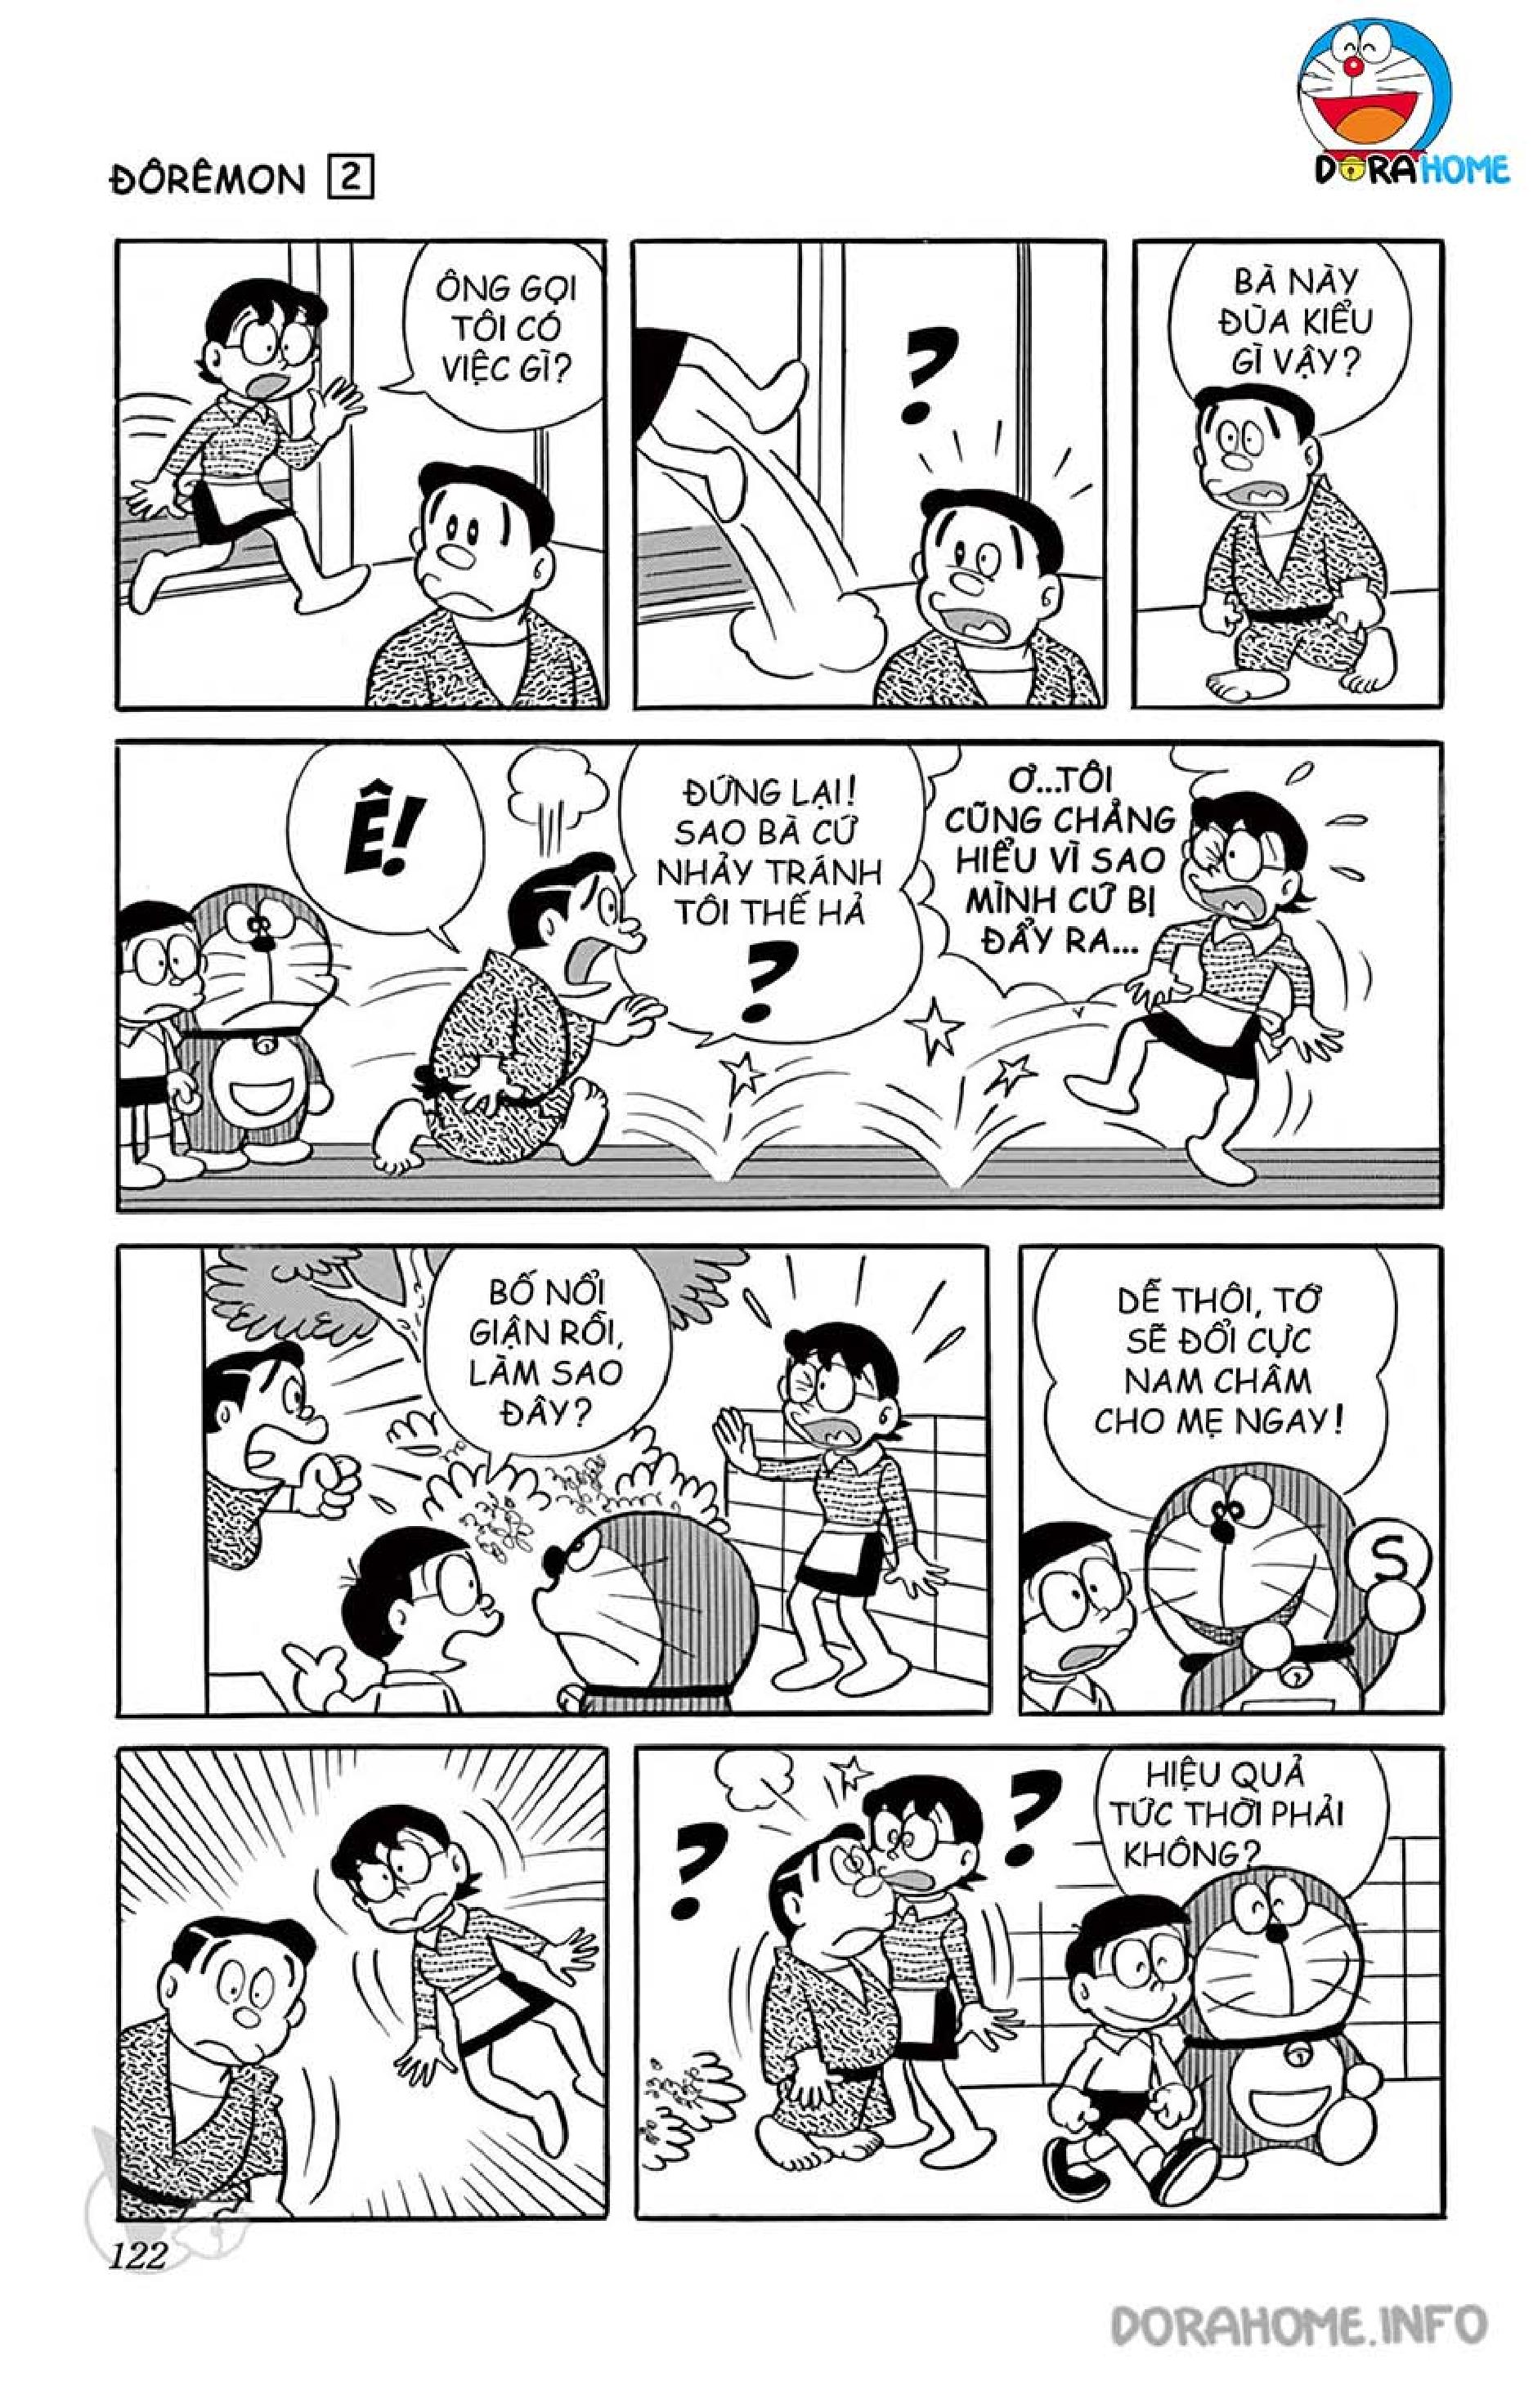 DORAHOME
ĐÔRÊMON 2
ÔNG GỌI
TÔI CÓ
VIỆC GÌ?
?
BÀ NÀY
ĐÙA KIỂU
GÌ VẬY?
Ê!
ĐỨNG LẠI!
SAO BÀ CỨ
NHẢY TRÁNH
TÔI THẾ HẢ
?
Ơ...TÔI
CŨNG CHẲNG
HIỂU VÌ SAO
MÌNH CỨ BỊ
ĐẨY RA...
BỐ NỔI
GIẬN RỒI,
LÀM SAO
ĐÂY?
DỄ THÔI, TỚ
SẼ ĐỔI CỰC
NAM CHÂM
CHO MẸ NGAY!
S
?
?
HIỆU QUẢ
TỨC THỜI PHẢI
KHÔNG?
122
DORAHOME.INFO